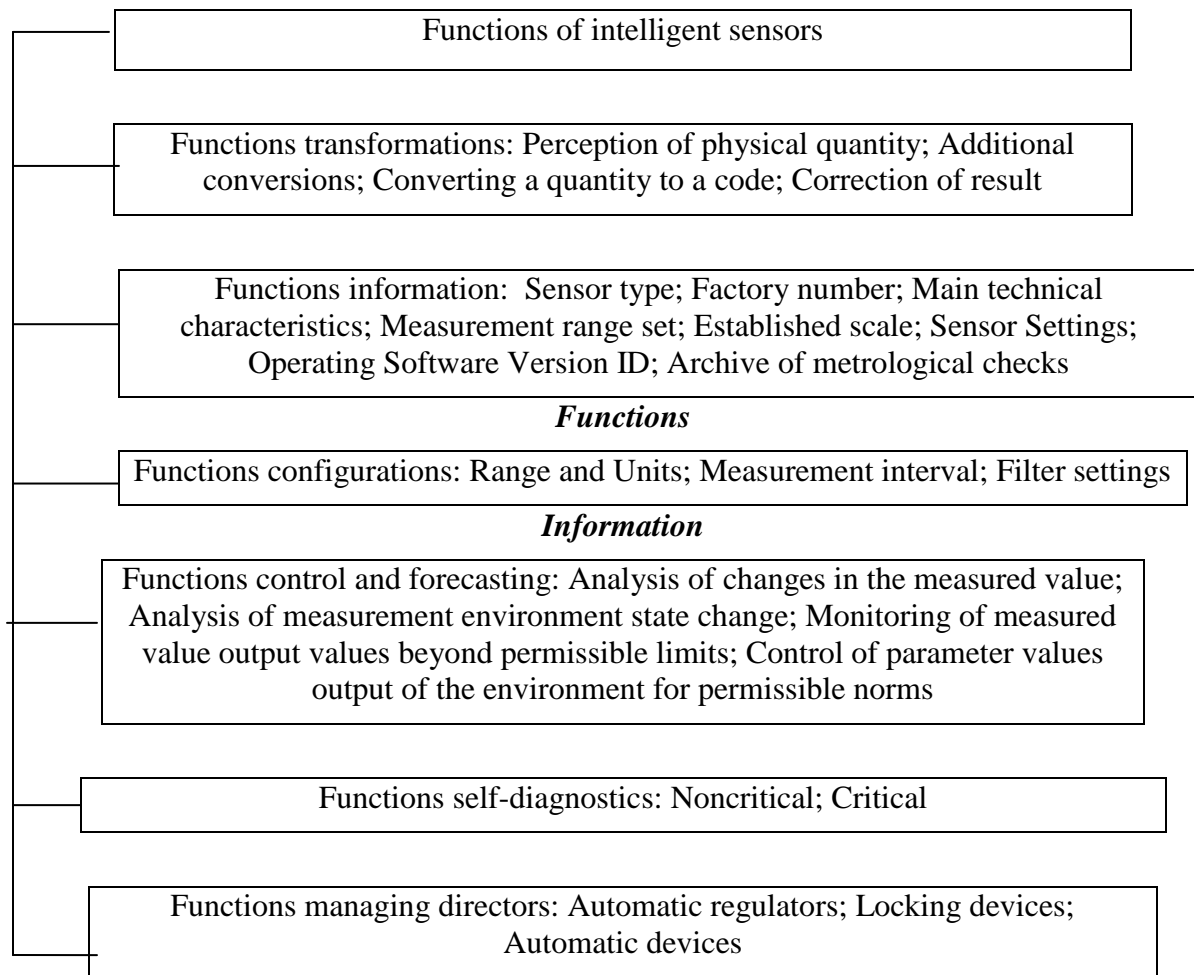 Functions of intelligent sensors
Functions transformations: Perception of physical quantity; Additional
conversions; Converting a quantity to a code; Correction of result
Functions information: Sensor type; Factory number; Main technical
characteristics; Measurement range set; Established scale; Sensor Settings;
Operating Software Version ID; Archive of metrological checks
Functions
Functions configurations: Range and Units; Measurement interval; Filter settings
Information
Functions control and forecasting: Analysis of changes in the measured value;
Analysis of measurement environment state change; Monitoring of measured
value output values beyond permissible limits; Control of parameter values
output of the environment for permissible norms
Functions self-diagnostics: Noncritical; Critical
Functions managing directors: Automatic regulators; Locking devices;
Automatic devices